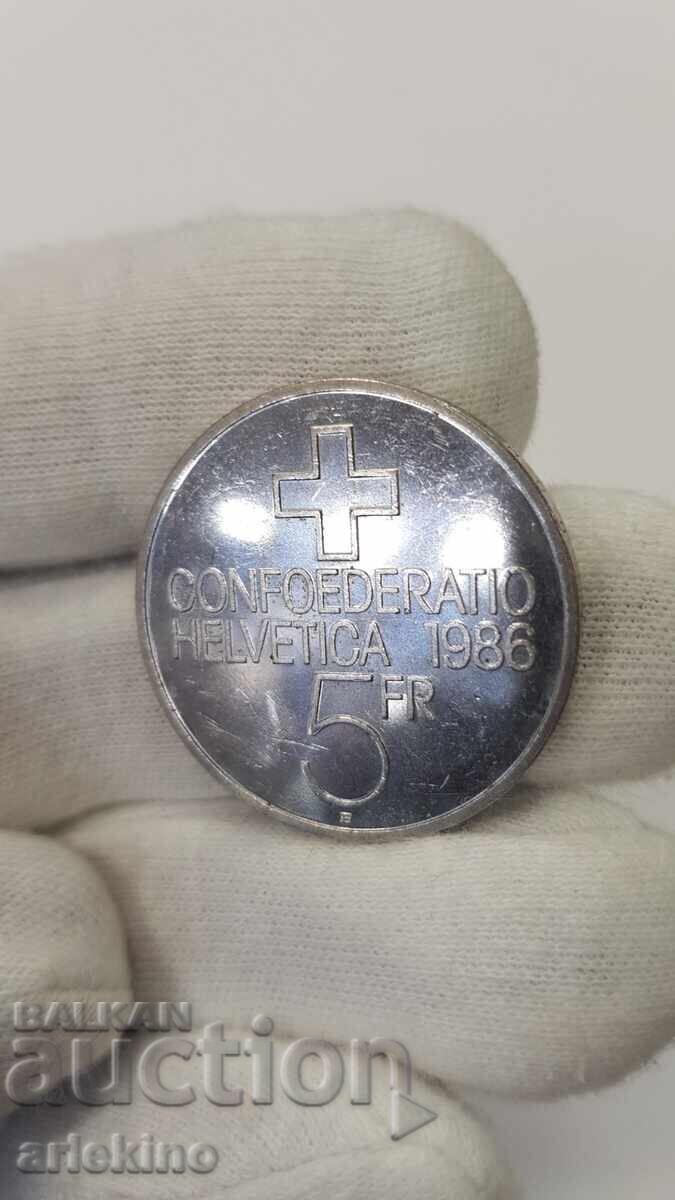 CONFOEDERATIO
HELVETICA 1986
5 FR
B
BALKAN
auction
arlekino